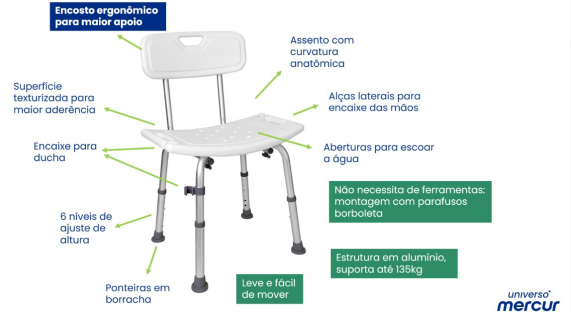 Encosto ergonômico
para maior apoio
Assento com
curvatura
anatômica
Superfície
texturizada para
maior aderência
Alças laterais para
encaixe das mãos
Encaixe para
ducha
Aberturas para escoar
a água
Não necessita de ferramentas:
montagem com parafusos
borboleta
6 níveis de
ajuste de
altura
Estrutura em alumínio,
suporta até 135kg
Ponteiras em
borracha
Leve e fácil
de mover
universo
mercur